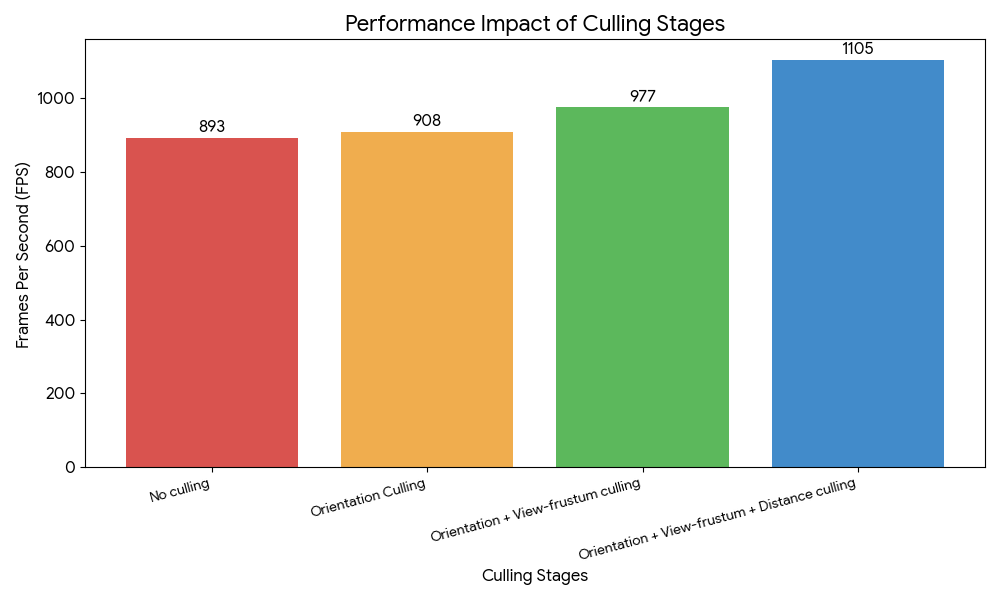 Performance Impact of Culling Stages
Frames Per Second (FPS)
1000
800
600
400
200
0
893
908
977
1105
No culling
Orientation Culling
Orientation + View-frustum culling
Orientation + View-frustum + Distance culling
Culling Stages